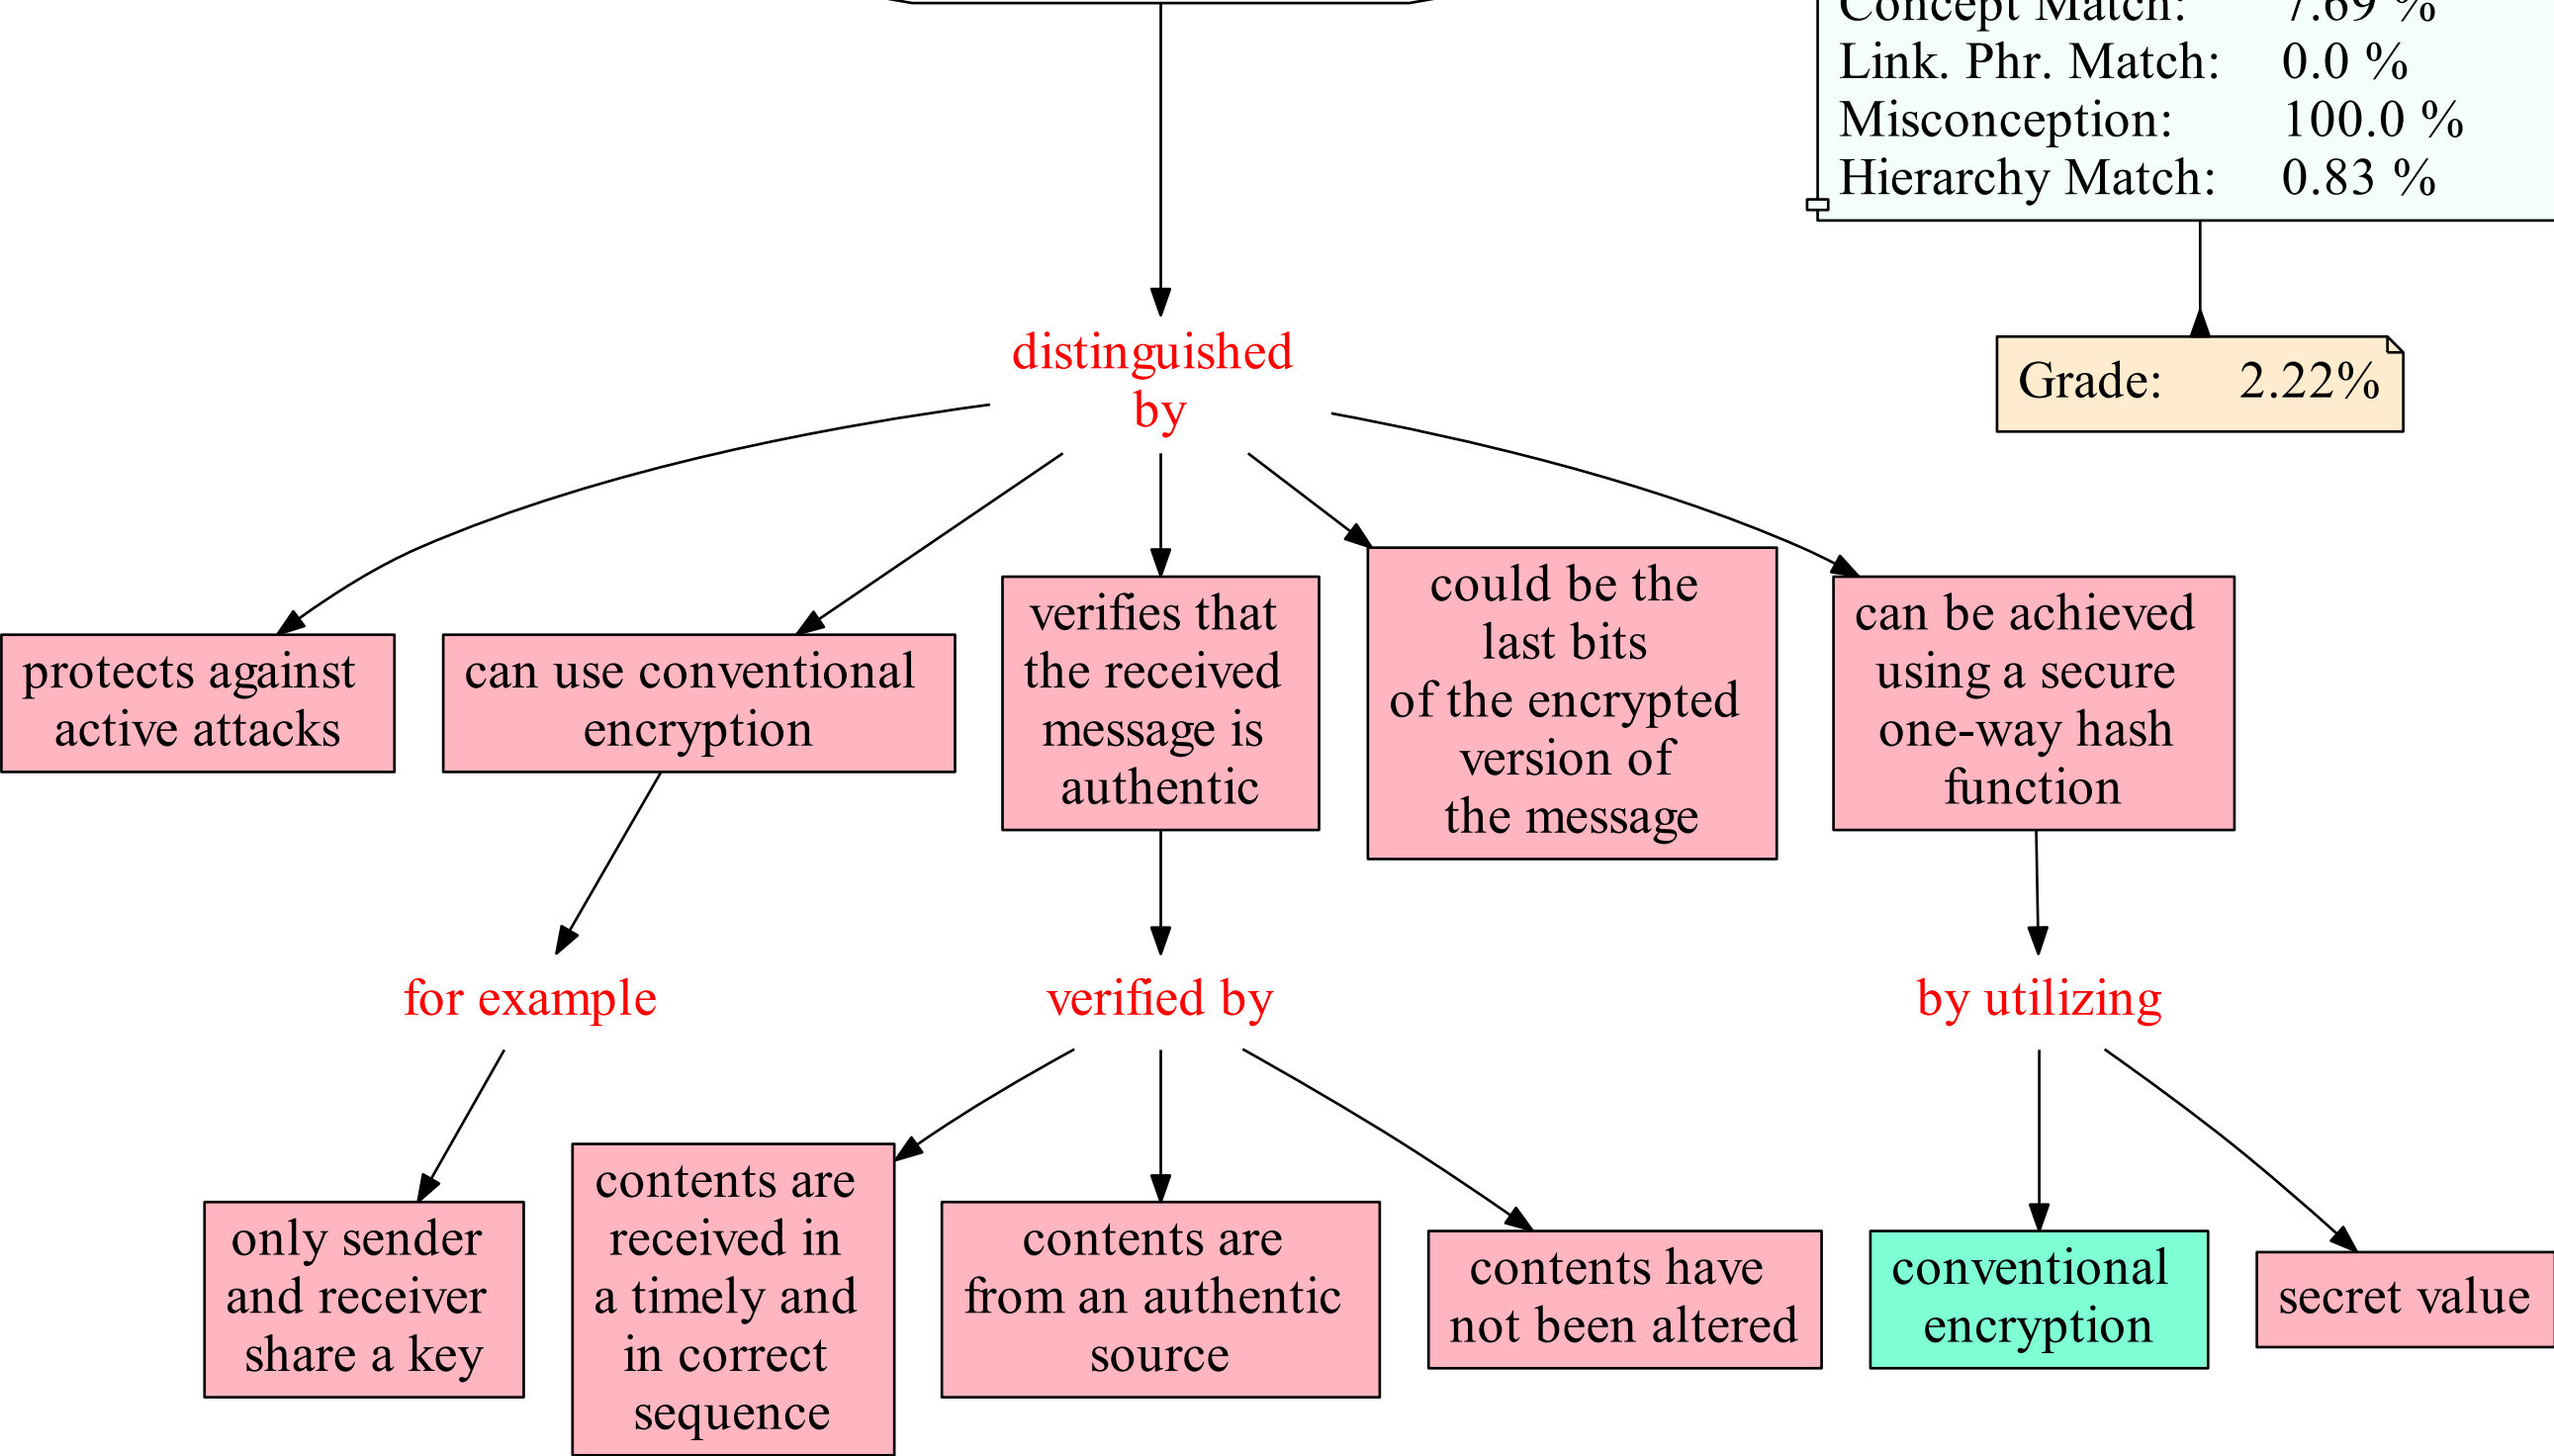 Concept Match: 7.69 %
Link. Phr. Match: 0.0 %
Misconception: 100.0 %
Hierarchy Match: 0.83 %
Grade: 2.22%
distinguished
by
protects against
active attacks
can use conventional
encryption
verifies that
the received
message is
authentic
could be the
last bits
of the encrypted
version of
the message
can be achieved
using a secure
one-way hash
function
for example
verified by
by utilizing
only sender
and receiver
share a key
contents are
received in
a timely and
in correct
sequence
contents are
from an authentic
source
contents have
not been altered
conventional
encryption
secret value